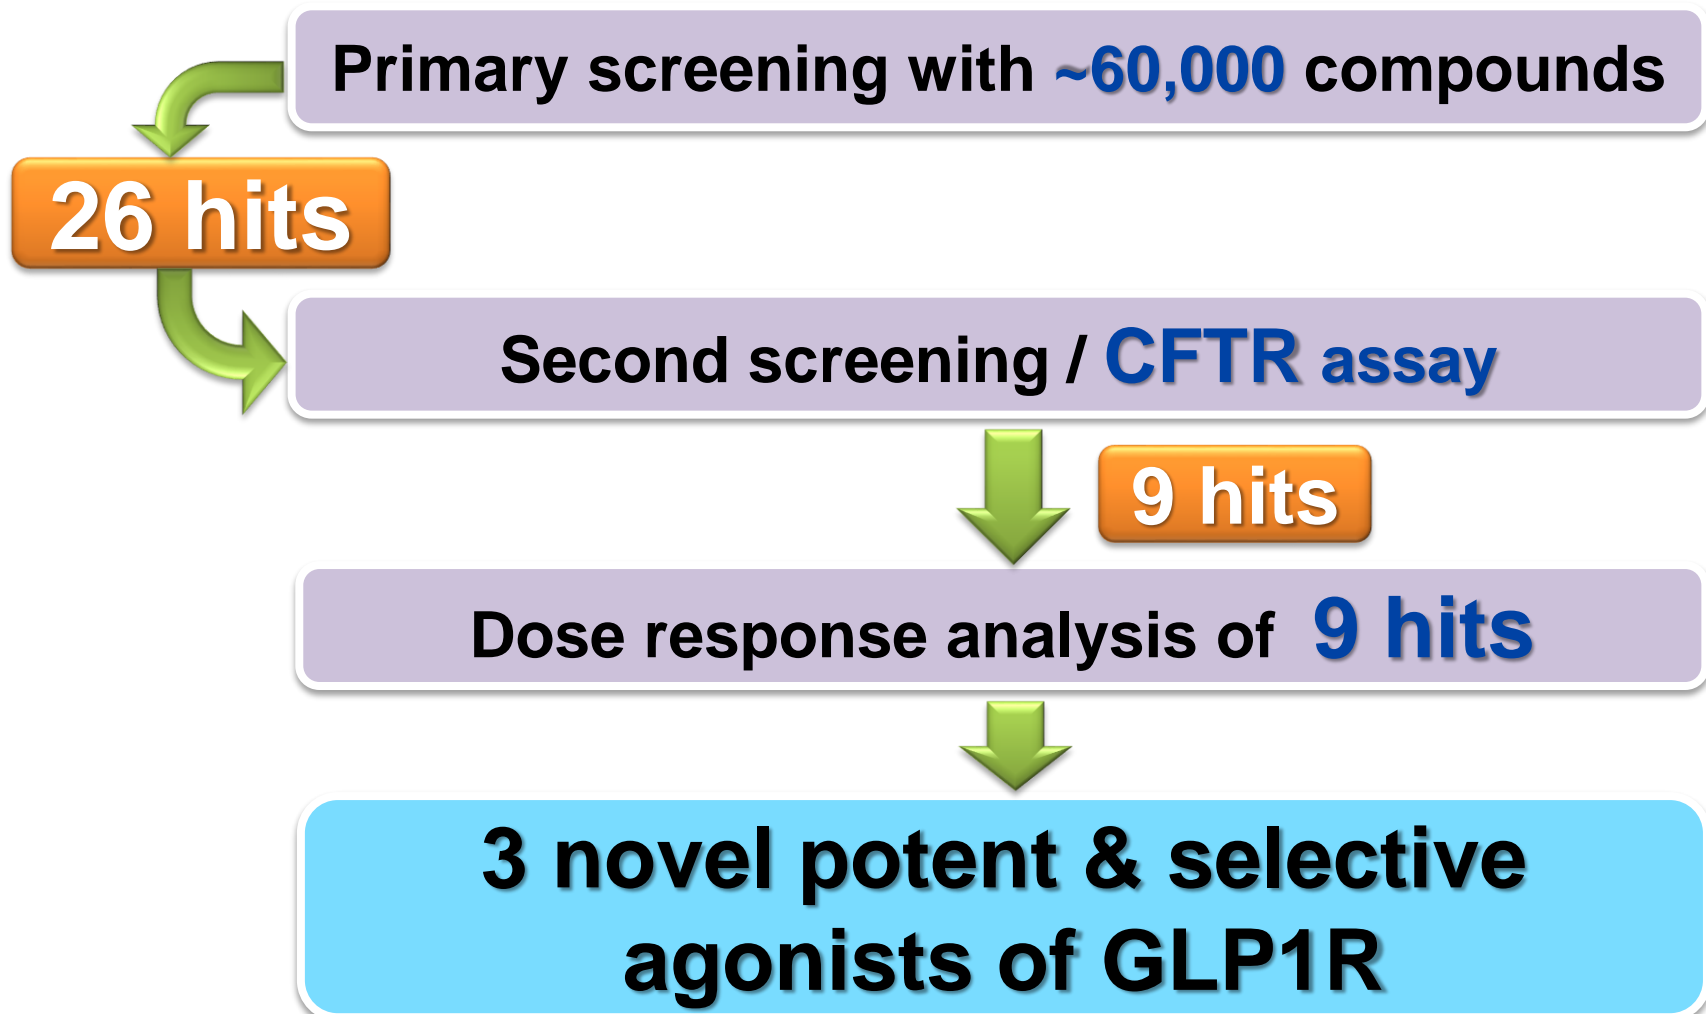 Primary screening with ~60,000 compounds
26 hits
Second screening / CFTR assay
9 hits
Dose response analysis of 9 hits
3 novel potent & selective
agonists of GLP1R